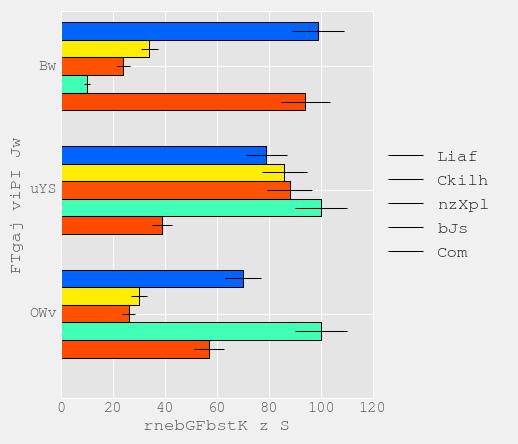 FTgaj viPI Jw
Bw
uYS
OWv
0 20 40 60 80 100 120
rnebGFbstK z S
Liaf
Ckilh
nzXpl
bJs
Com